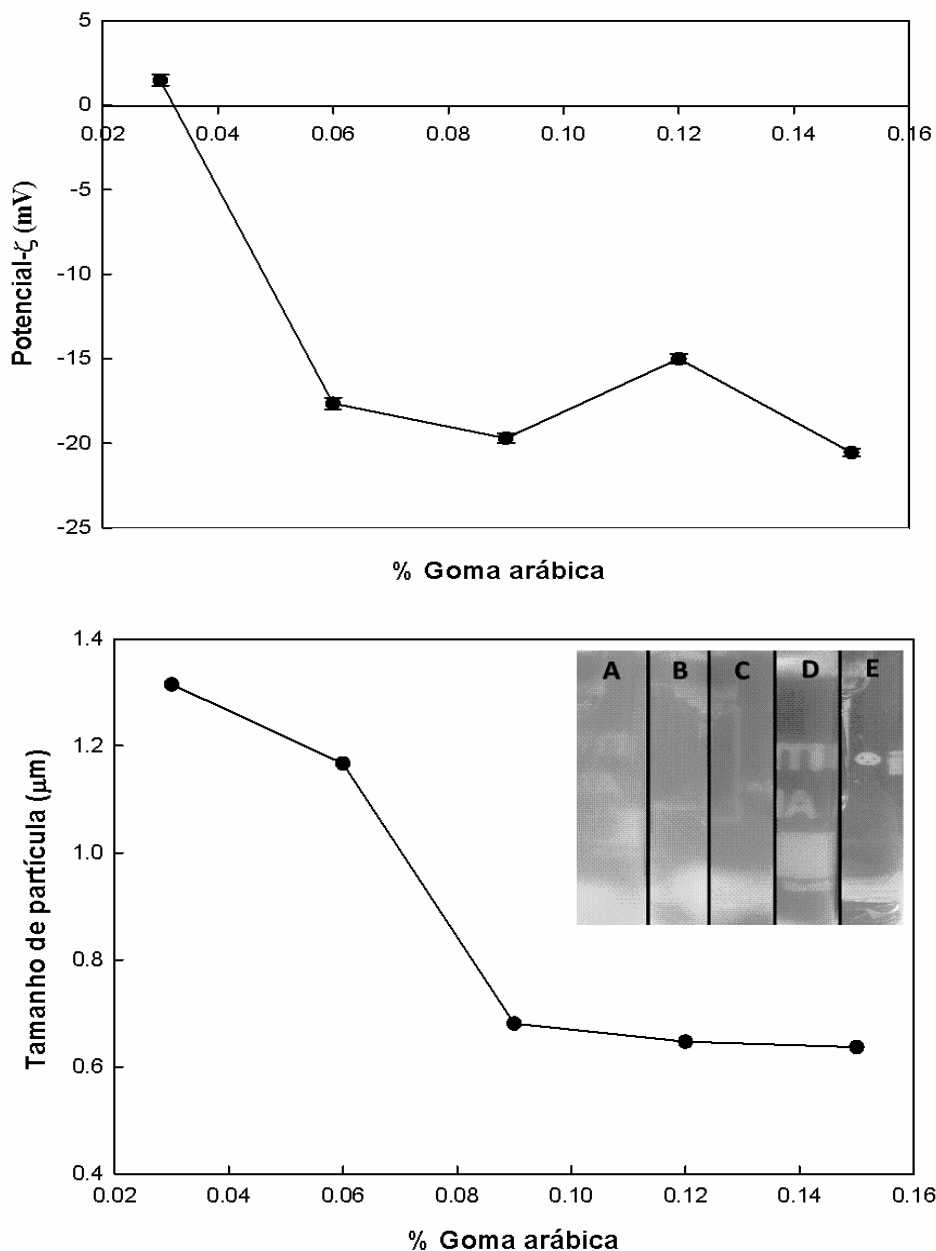 5
0
0.02 0.04 0.06 0.08 0.10 0.12 0.14 0.16
-5
-10
-15
-20
-25
Potencial-ζ (mV)
% Goma arábica
1.4
1.2
1.0
0.8
0.6
0.4
Tamanho de partícula (μm)
A B C D E
0.02 0.04 0.06 0.08 0.10 0.12 0.14 0.16
% Goma arábica